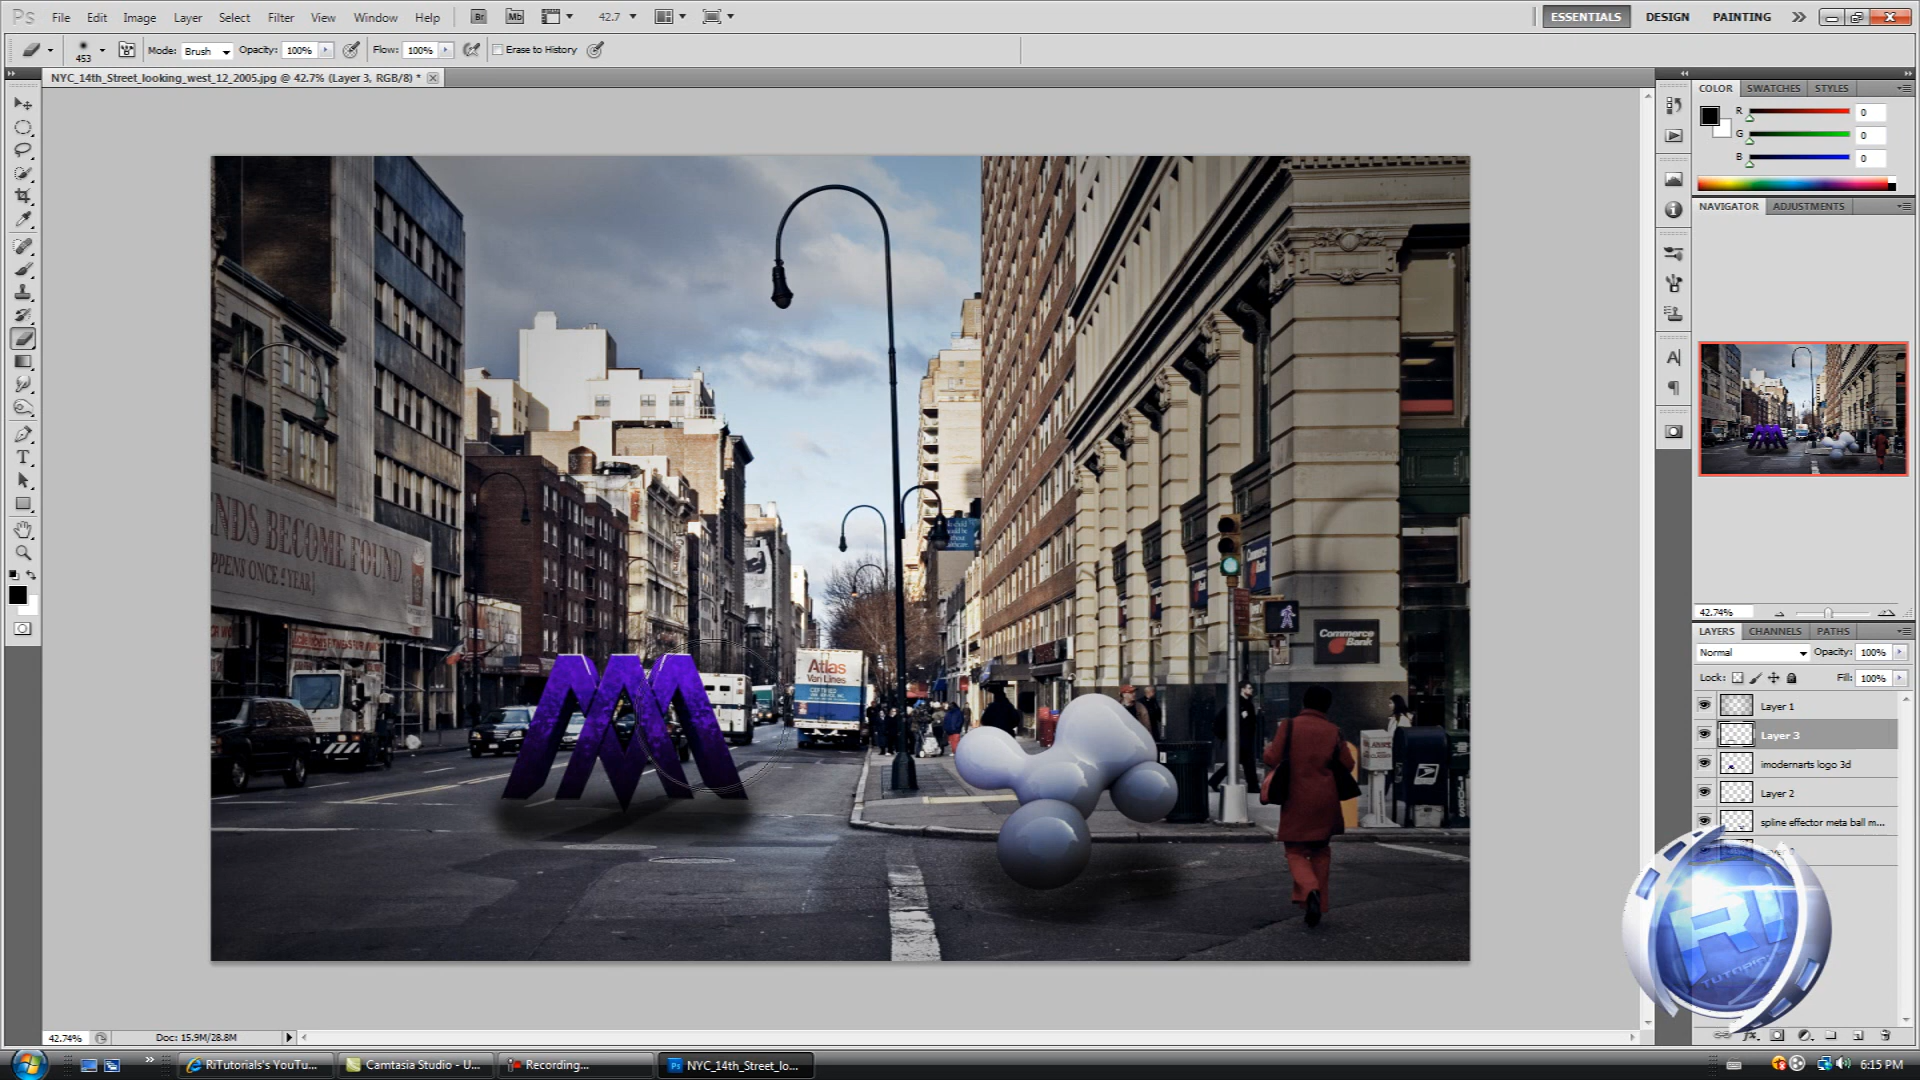 Ps File Edit Image Layer Select Filter View Window Help Br Mb 42.7 ESSENTIALS DESIGN PAINTING
453 Mode: Brush Opacity: 100% Flow: 100% Erase to History
NYC_14th_Street_looking_west_12_2005.jpg @ 42.7% (Layer 3, RGB/8) *
COLOR SWATCHES STYLES
R 0
G 0
B 0
NAVIGATOR ADJUSTMENTS
NDS BECOME FOUND.
PPENS ONCE A YEAR}
Commerce
Bank
Atlas
Van Lines
42.74%
LAYERS CHANNELS PATHS
Normal Opacity: 100%
Lock: Fill: 100%
Layer 1
Layer 3
imodernarts logo 3d
Layer 2
spline effector meta ball m...
Ri
TUTORIALS
42.74% Doc: 15.9M/28.8M
RiTutorials's YouTu... Camtasia Studio - U... Recording... Ps NYC_14th_Street_lo... 6:15 PM